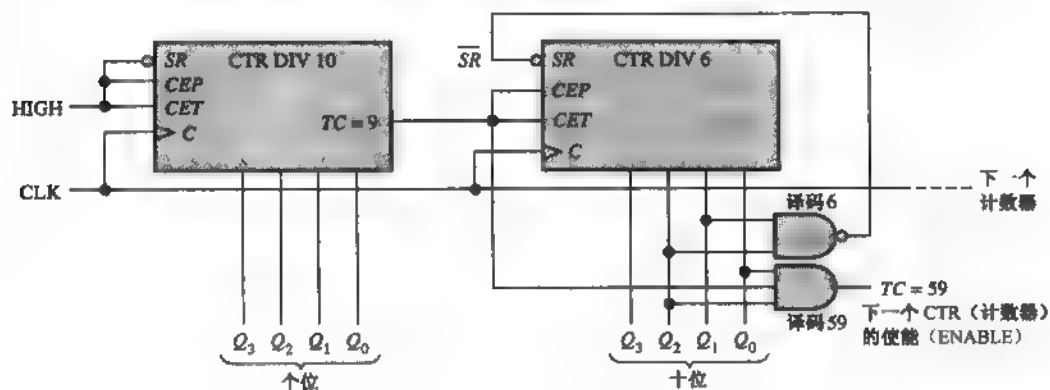 HIGH
CLK
SR
CTR DIV 10
CEP
CET
TC = 9
C
Q₃ Q₂ Q₁ Q₀
个位
S̅R̅
SR
CTR DIV 6
CEP
CET
C
下一个
计数器
译码6
译码59
TC = 59
下一个 CTR（计数器）
的使能（ENABLE）
Q₃ Q₂ Q₁ Q₀
十位